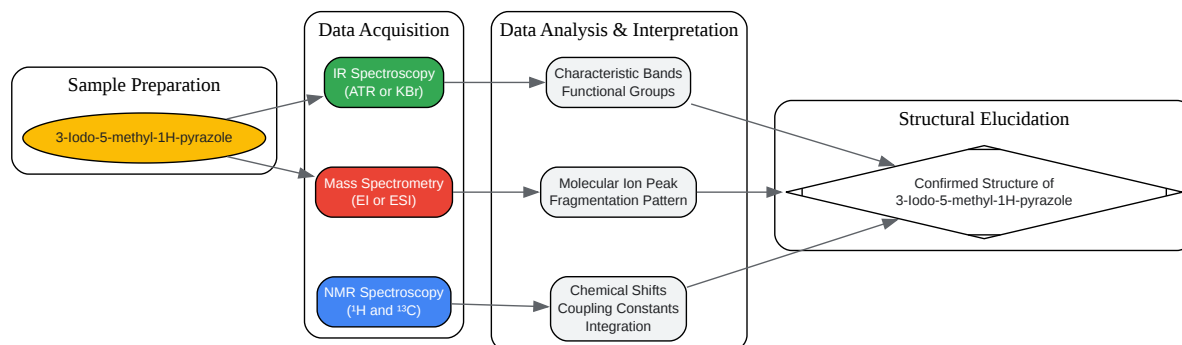 Sample Preparation
3-Iodo-5-methyl-1H-pyrazole
Data Acquisition
IR Spectroscopy
(ATR or KBr)
Mass Spectrometry
(EI or ESI)
NMR Spectroscopy
(¹H and ¹³C)
Data Analysis & Interpretation
Characteristic Bands
Functional Groups
Molecular Ion Peak
Fragmentation Pattern
Chemical Shifts
Coupling Constants
Integration
Structural Elucidation
Confirmed Structure of
3-Iodo-5-methyl-1H-pyrazole